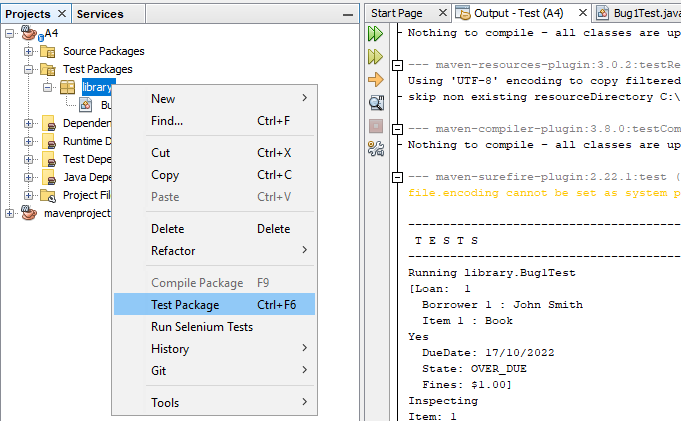 Projects
Services
A4
Source Packages
Test Packages
library
Bu
Dependen
Runtime D
Test Depe
Java Depe
Project File
mavenproject
New
Find... Ctrl+F
Cut Ctrl+X
Copy Ctrl+C
Paste Ctrl+V
Delete Delete
Refactor
Compile Package F9
Test Package Ctrl+F6
Run Selenium Tests
History
Git
Tools
Start Page
Output - Test (A4)
Bug1Test.java
Nothing to compile - all classes are up
--- maven-resources-plugin:3.0.2:testRe
Using 'UTF-8' encoding to copy filtered
skip non existing resourceDirectory C:\
--- maven-compiler-plugin:3.8.0:testCom
Nothing to compile - all classes are up
--- maven-surefire-plugin:2.22.1:test (
file.encoding cannot be set as system p
-------------------------------------------------------
T E S T S
-------------------------------------------------------
Running library.Bug1Test
[Loan: 1
Borrower 1 : John Smith
Item 1 : Book
Yes
DueDate: 17/10/2022
State: OVER_DUE
Fines: $1.00]
Inspecting
Item: 1